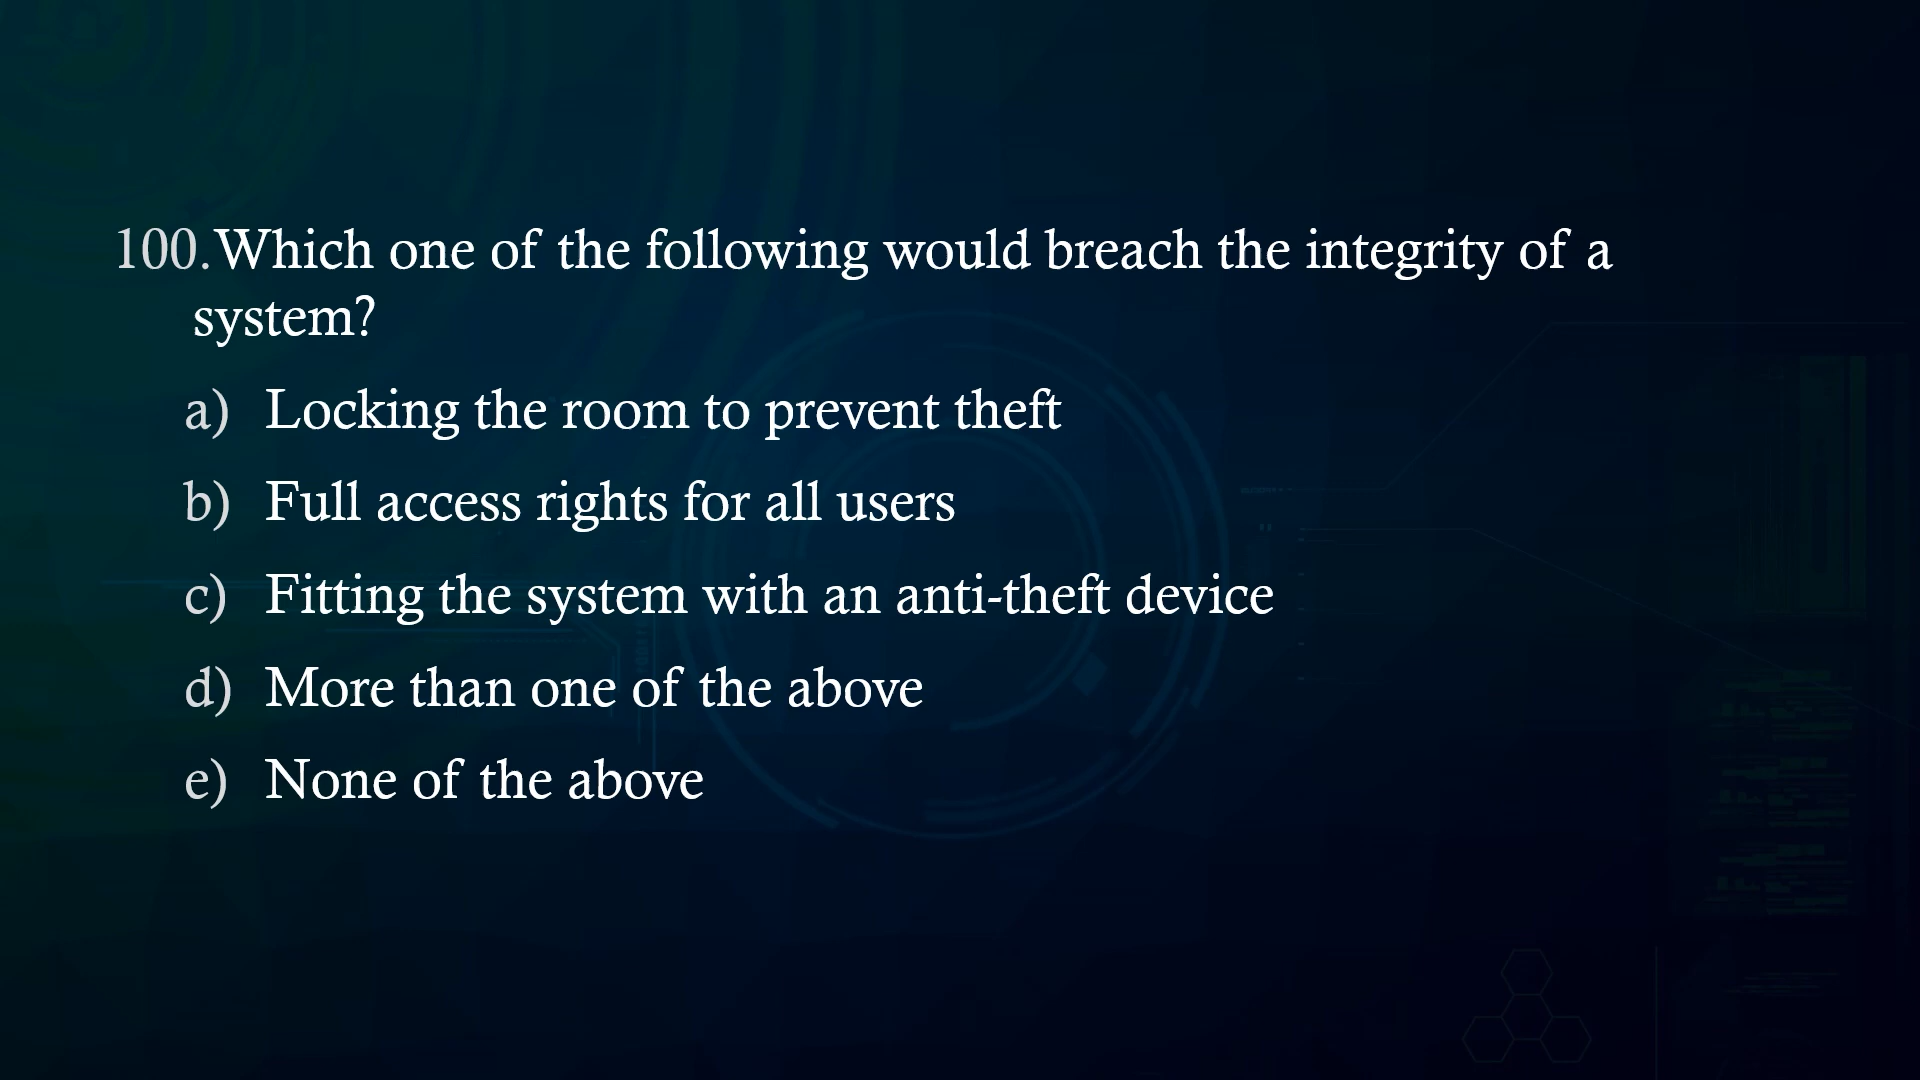 100.Which one of the following would breach the integrity of a
system?
a) Locking the room to prevent theft
b) Full access rights for all users
c) Fitting the system with an anti-theft device
d) More than one of the above
e) None of the above